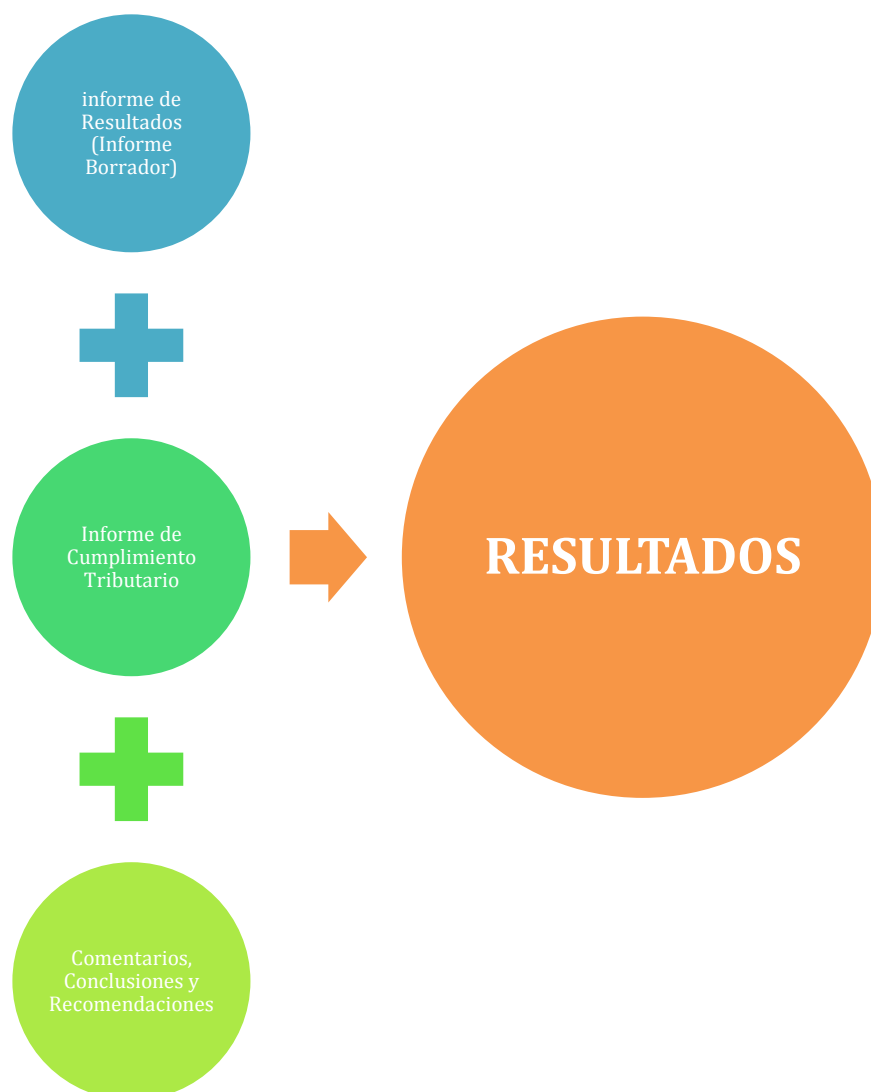 informe de
Resultados
(Informe
Borrador)
Informe de
Cumplimiento
Tributario
RESULTADOS
Comentarios,
Conclusiones y
Recomendaciones